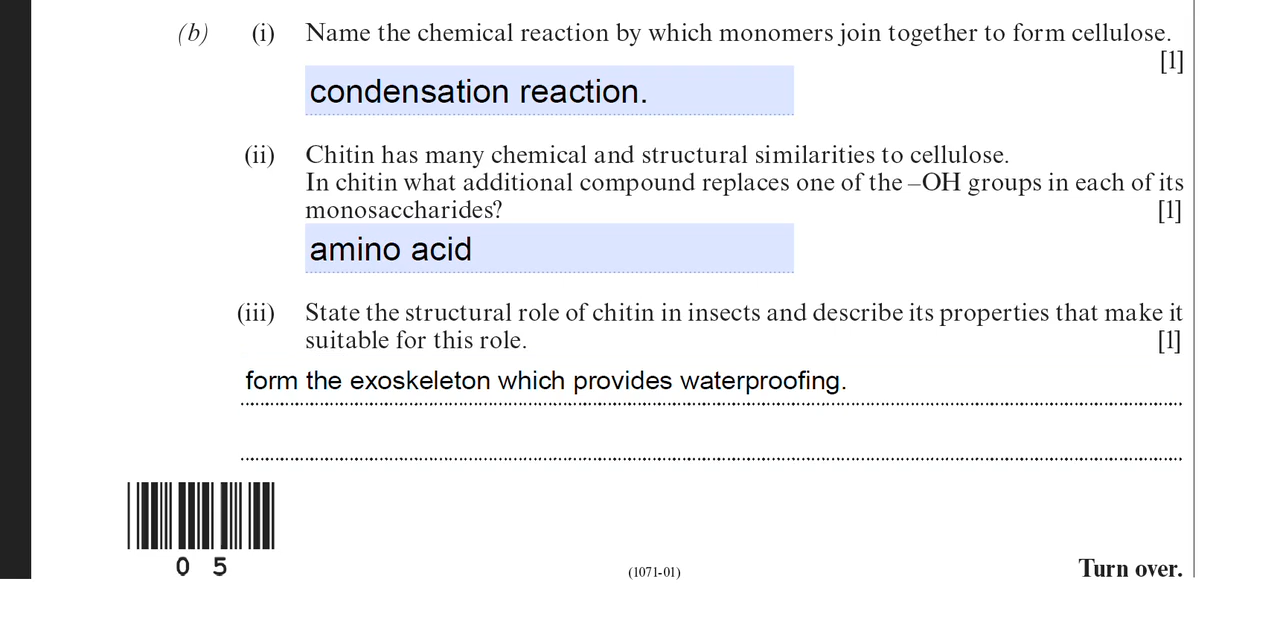 (b) (i) Name the chemical reaction by which monomers join together to form cellulose.
[1]
condensation reaction.
(ii) Chitin has many chemical and structural similarities to cellulose.
In chitin what additional compound replaces one of the –OH groups in each of its
monosaccharides? [1]
amino acid
(iii) State the structural role of chitin in insects and describe its properties that make it
suitable for this role. [1]
form the exoskeleton which provides waterproofing.
0 5
(1071-01)
Turn over.